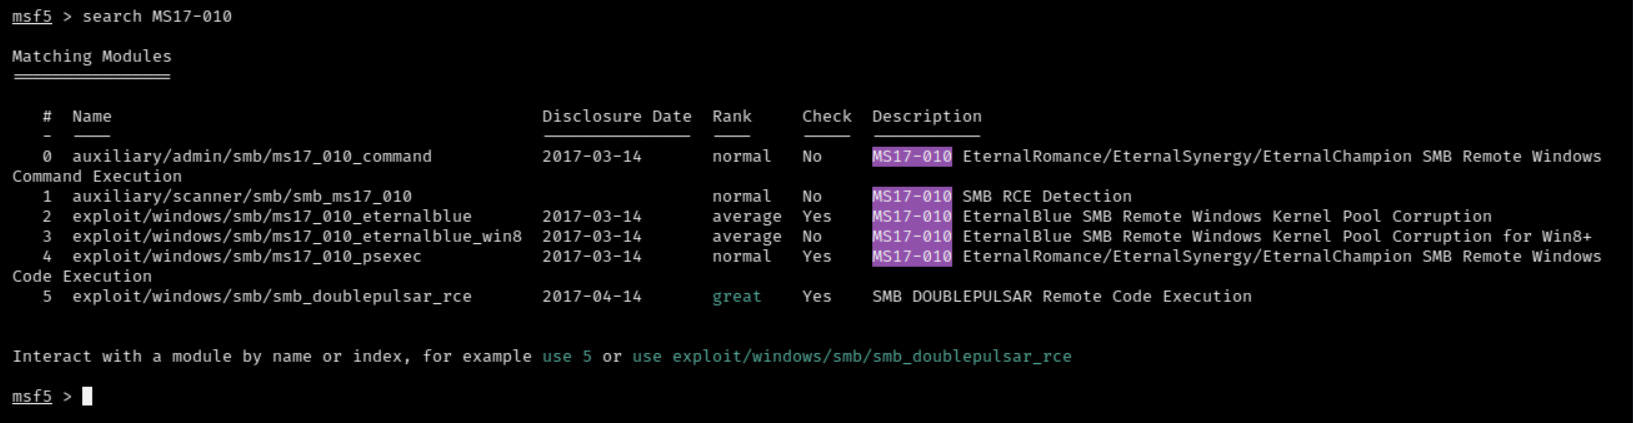 msf5 > search MS17-010
Matching Modules
================
# Name Disclosure Date Rank Check Description
- ---- --------------- ---- ----- -----------
0 auxiliary/admin/smb/ms17_010_command 2017-03-14 normal No MS17-010 EternalRomance/EternalSynergy/EternalChampion SMB Remote Windows
Command Execution
1 auxiliary/scanner/smb/smb_ms17_010 normal No MS17-010 SMB RCE Detection
2 exploit/windows/smb/ms17_010_eternalblue 2017-03-14 average Yes MS17-010 EternalBlue SMB Remote Windows Kernel Pool Corruption
3 exploit/windows/smb/ms17_010_eternalblue_win8 2017-03-14 average No MS17-010 EternalBlue SMB Remote Windows Kernel Pool Corruption for Win8+
4 exploit/windows/smb/ms17_010_psexec 2017-03-14 normal Yes MS17-010 EternalRomance/EternalSynergy/EternalChampion SMB Remote Windows
Code Execution
5 exploit/windows/smb/smb_doublepulsar_rce 2017-04-14 great Yes SMB DOUBLEPULSAR Remote Code Execution
Interact with a module by name or index, for example use 5 or use exploit/windows/smb/smb_doublepulsar_rce
msf5 >